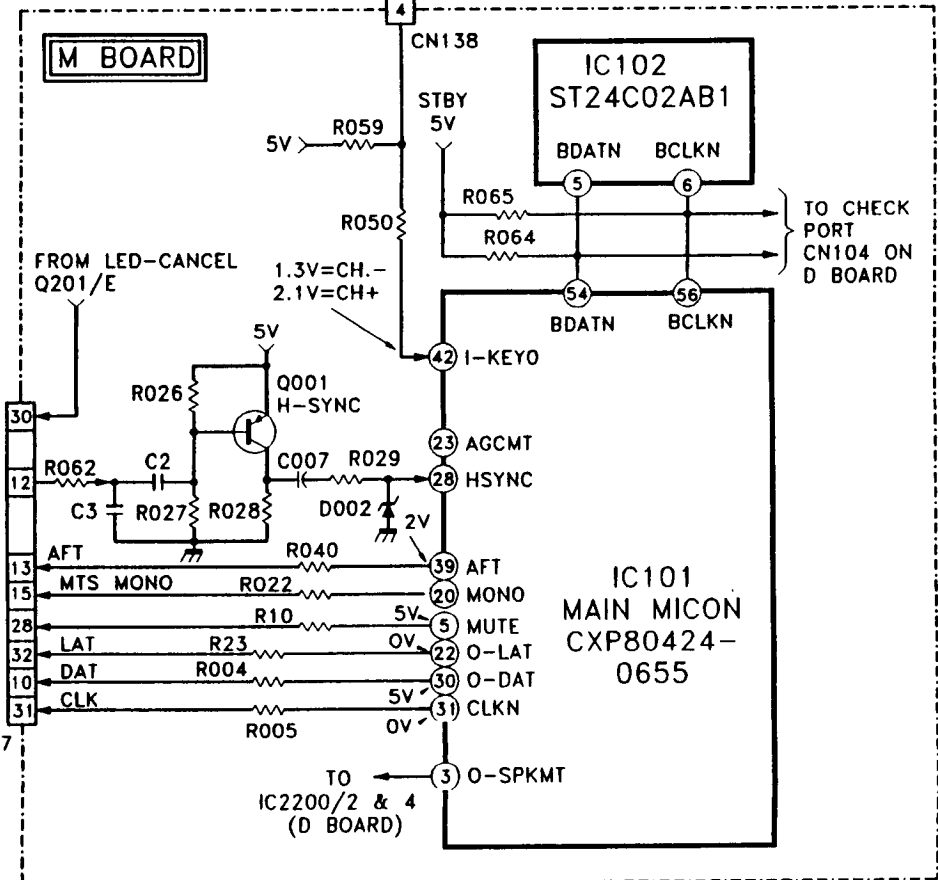 4
CN138
M BOARD
IC102
ST24C02AB1
BDATN BCLKN
5 6
STBY
5V
5V R059
R050
R065
R064
TO CHECK
PORT
CN104 ON
D BOARD
FROM LED-CANCEL
Q201/E
1.3V=CH.-
2.1V=CH+
54 56
BDATN BCLKN
5V
42 I-KEYO
R026
Q001
H-SYNC
30
23 AGCMT
12 R062 C2 C007 R029
28 HSYNC
C3 R027 R028 D002
2V
13 AFT R040 39 AFT
15 MTS MONO R022 20 MONO
28 R10 5V 5 MUTE
32 LAT R23 0V 22 O-LAT
10 DAT R004 30 O-DAT
5V
31 CLK 31 CLKN
R005 0V
7
IC101
MAIN MICON
CXP80424-
0655
3 O-SPKMT
TO
IC2200/2 & 4
(D BOARD)